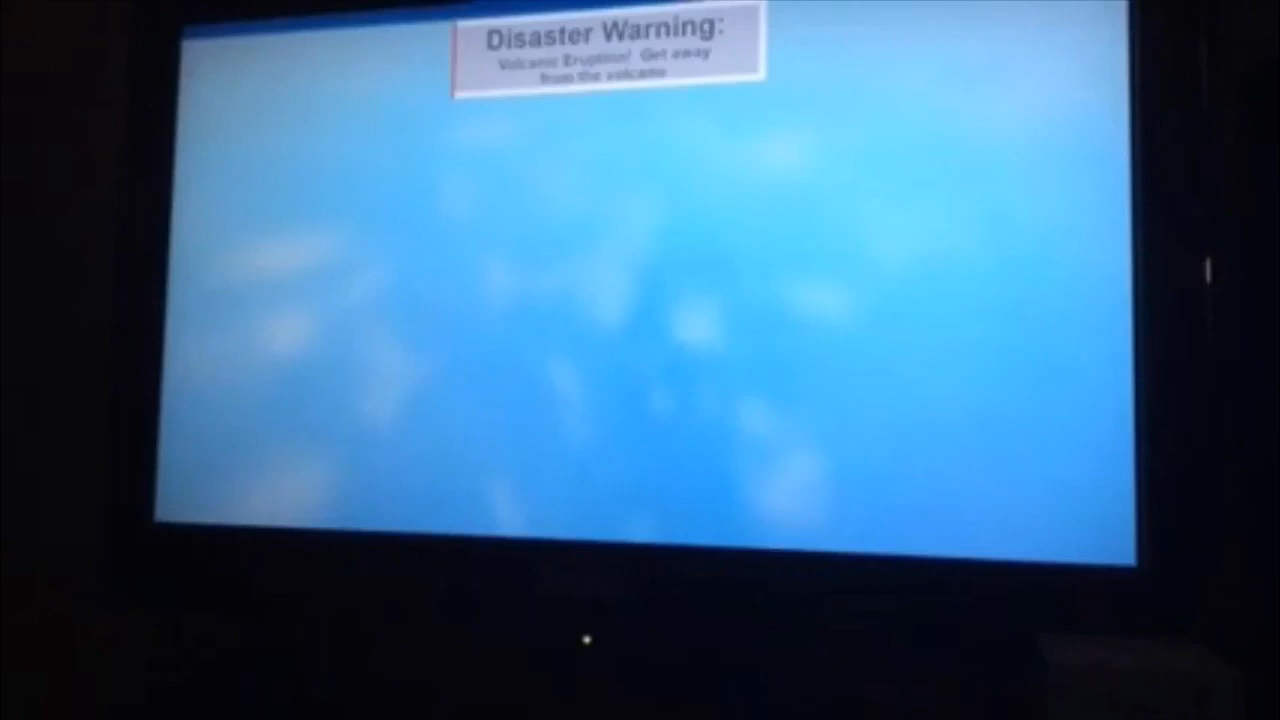 Disaster Warning:
Volcanic Eruption! Get away
from the volcano